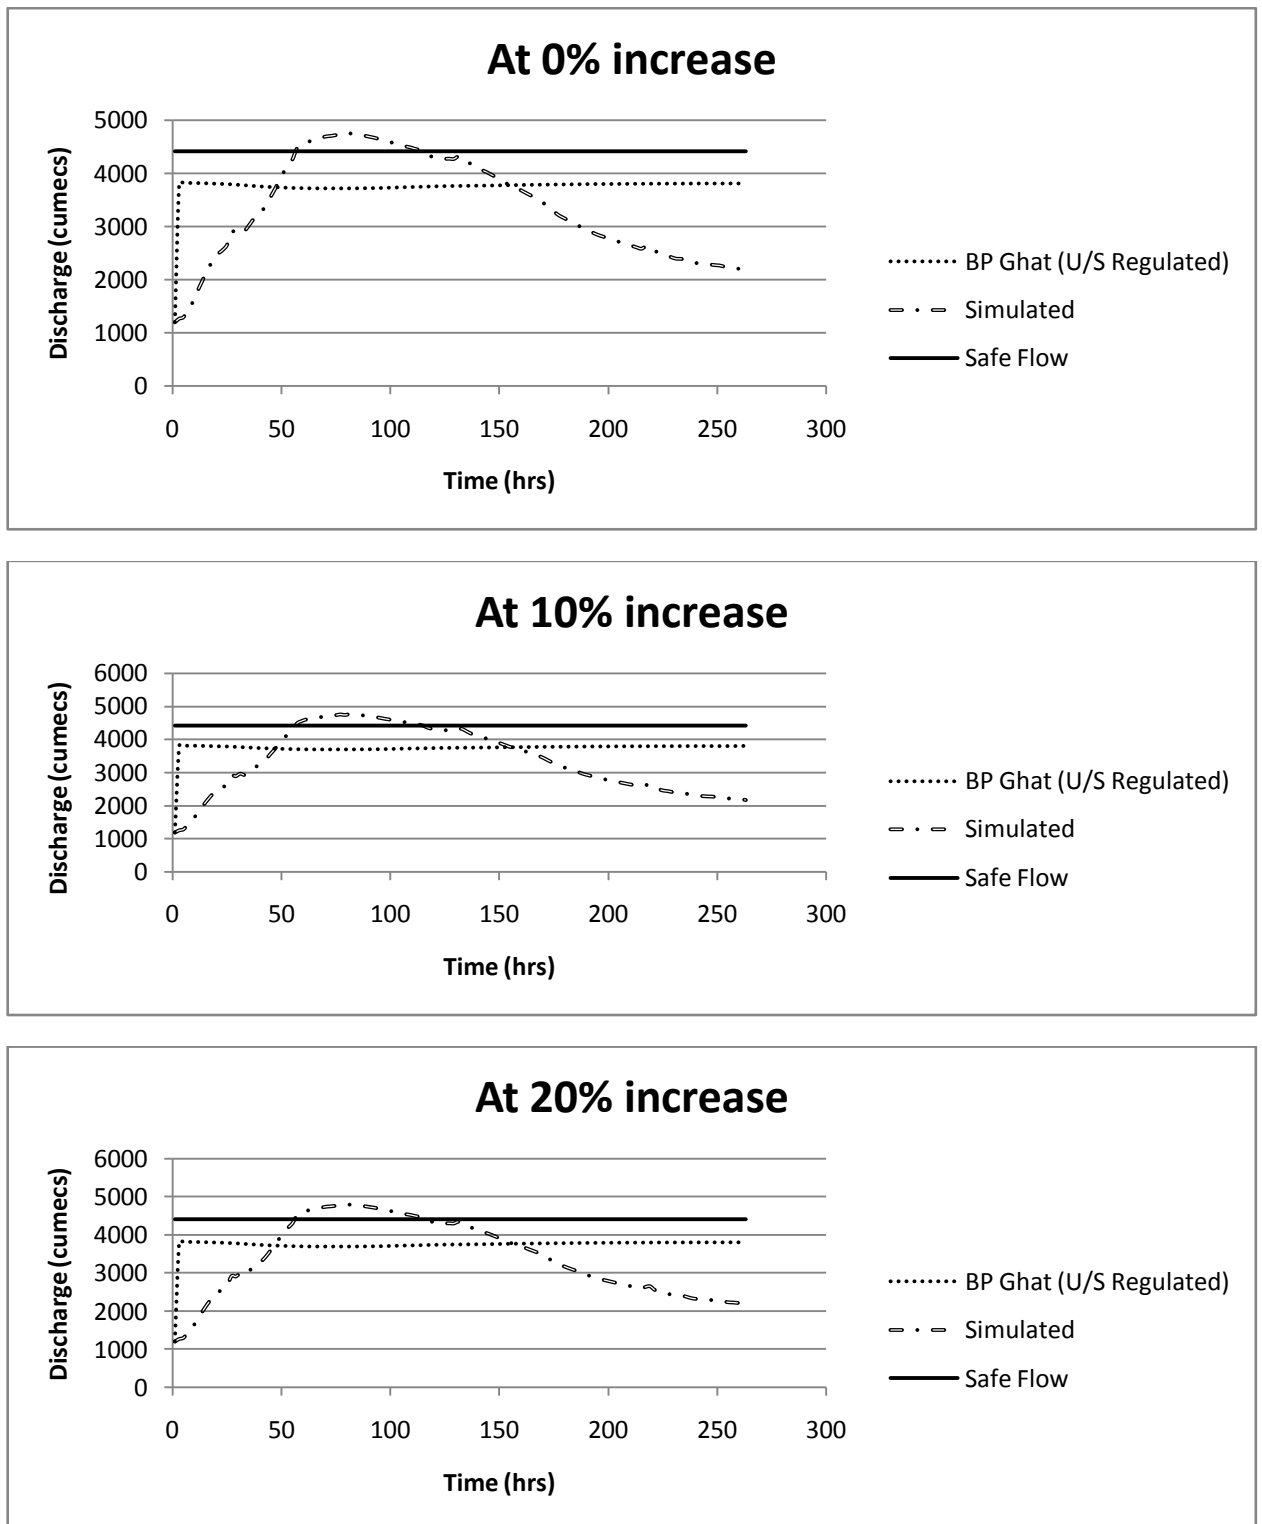 At 0% increase
5000
4000
3000
2000
1000
0
Discharge (cumecs)
0 50 100 150 200 250 300
Time (hrs)
BP Ghat (U/S Regulated)
Simulated
Safe Flow
At 10% increase
6000
5000
4000
3000
2000
1000
0
Discharge (cumecs)
0 50 100 150 200 250 300
Time (hrs)
BP Ghat (U/S Regulated)
Simulated
Safe Flow
At 20% increase
6000
5000
4000
3000
2000
1000
0
Discharge (cumecs)
0 50 100 150 200 250 300
Time (hrs)
BP Ghat (U/S Regulated)
Simulated
Safe Flow